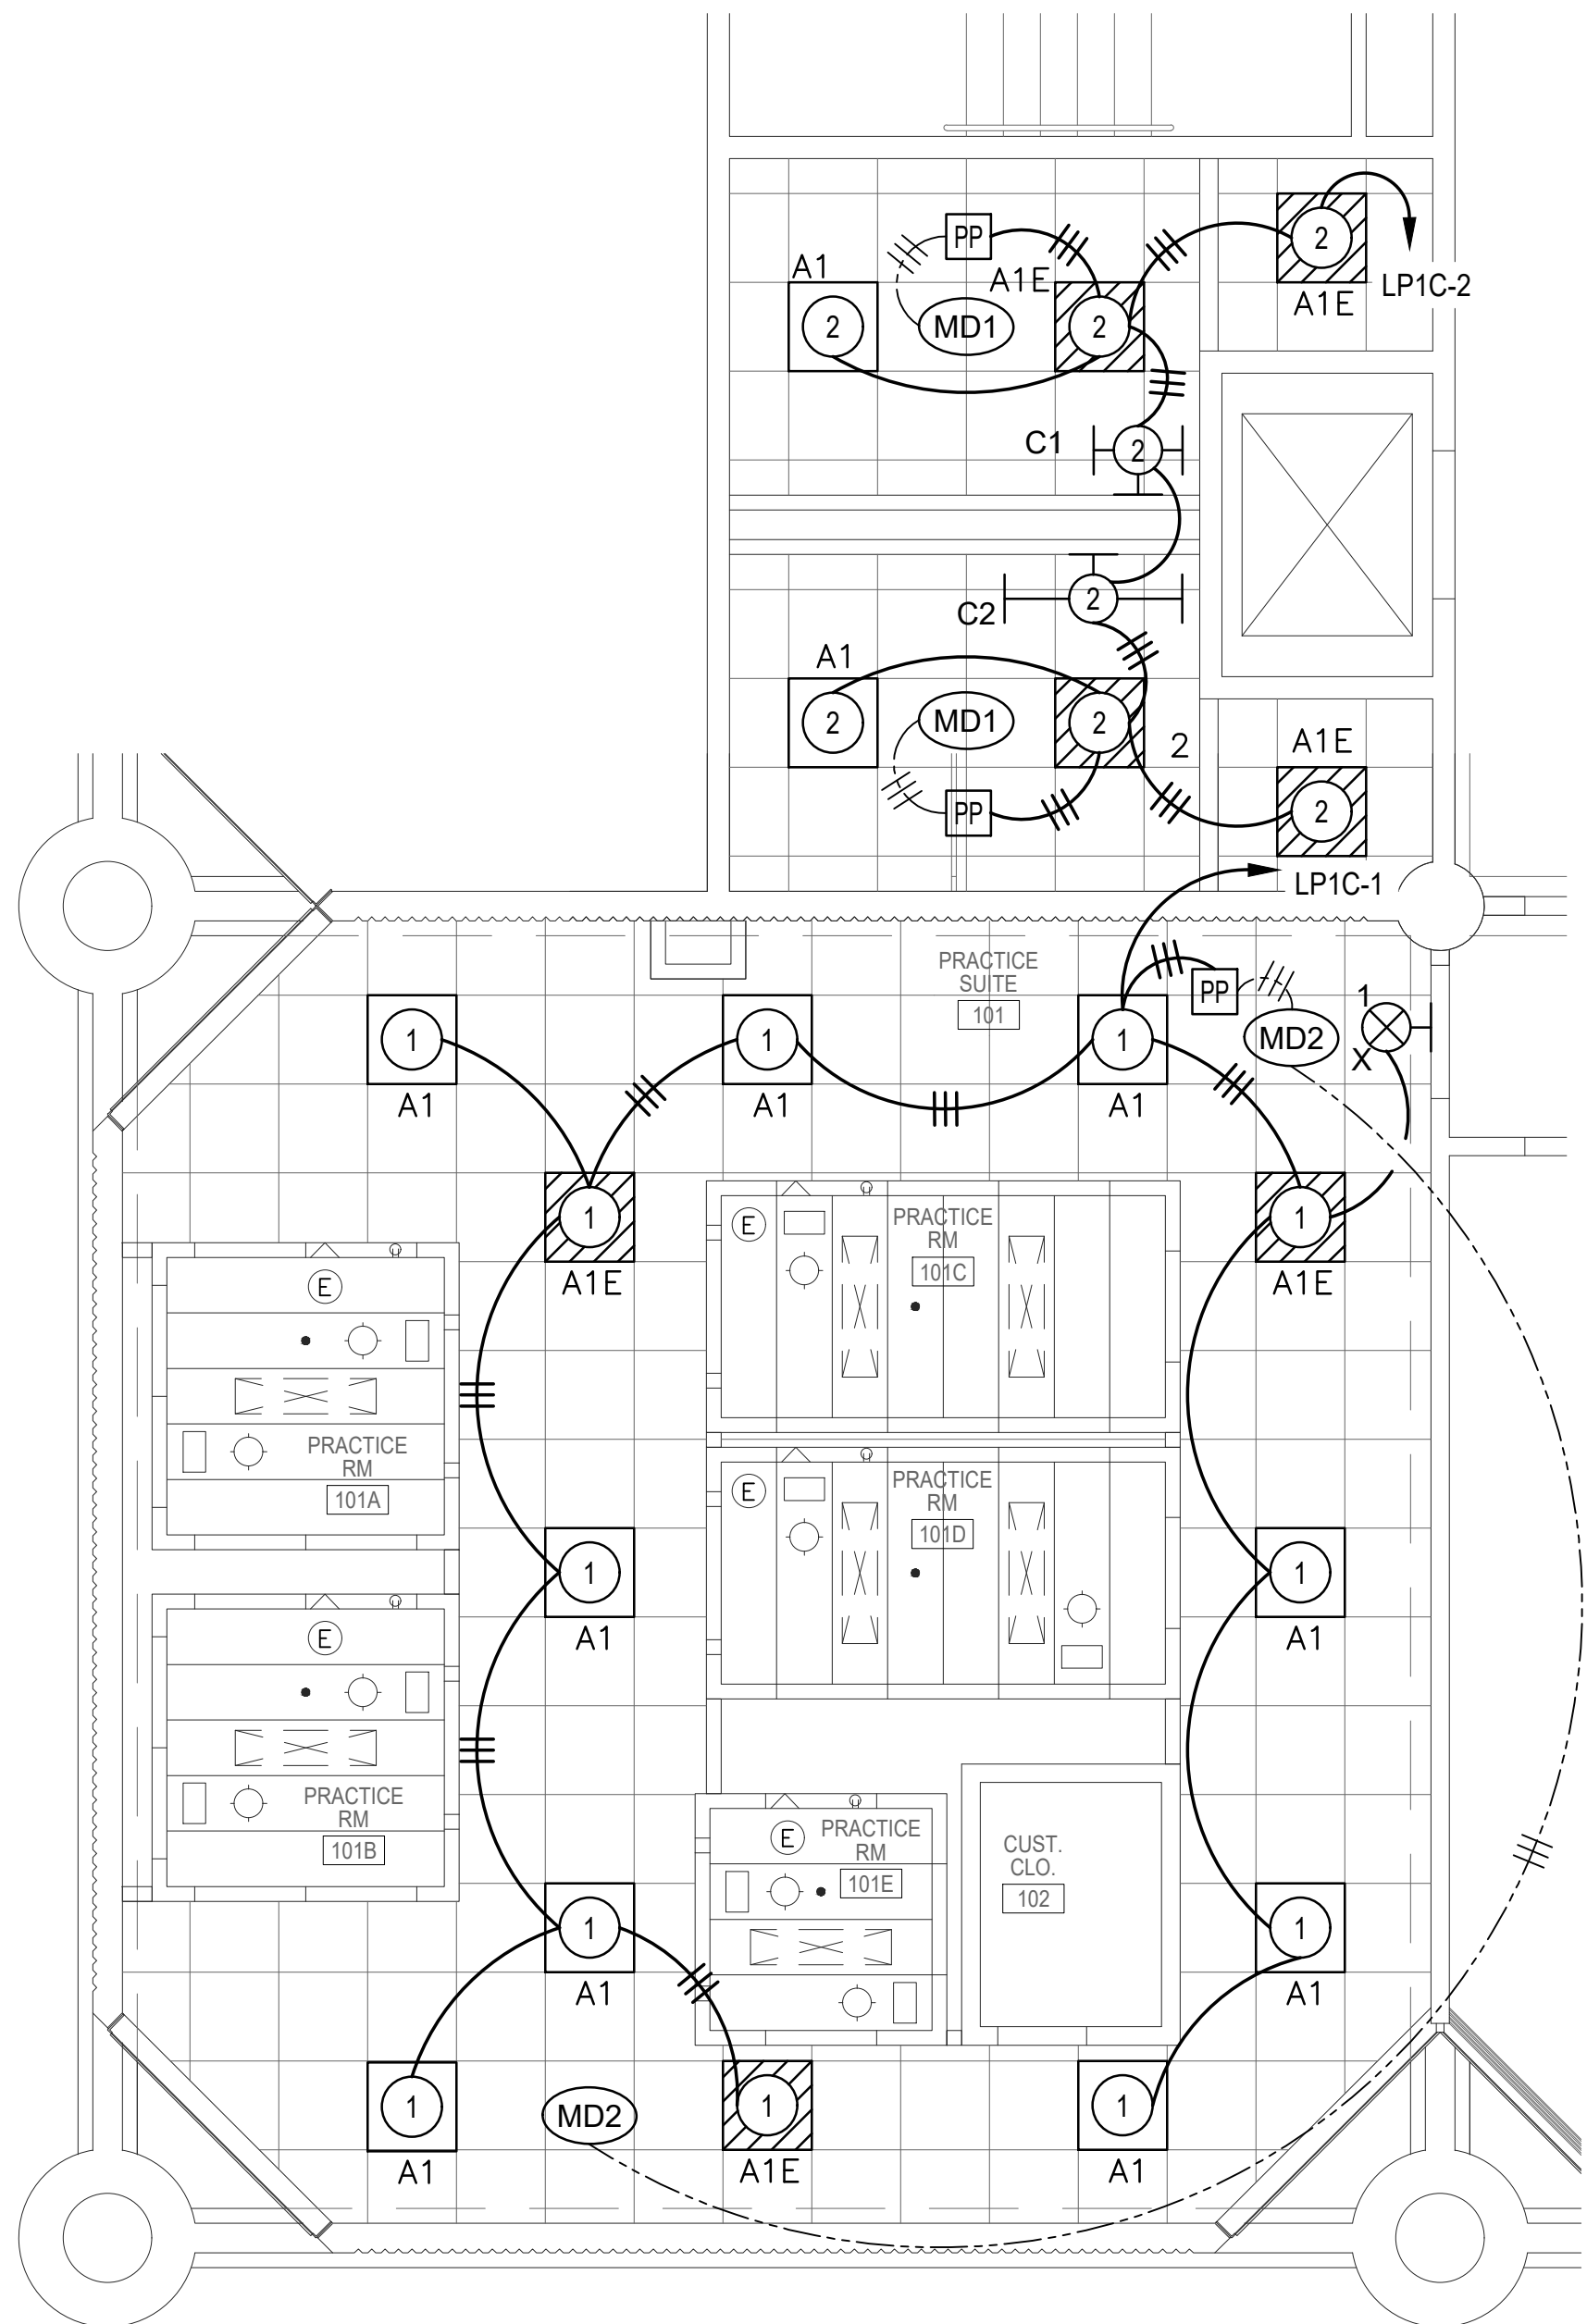 2
LP1C-2
A1E
PP
A1
A1E
2
MD1
2
C1
2
C2
2
A1
2
MD1
2
2
A1E
2
PP
LP1C-1
PRACTICE
SUITE
101
PP
MD2
1
X
1
A1
1
A1
1
A1
1
A1E
1
A1E
E
PRACTICE
RM
101C
E
PRACTICE
RM
101A
E
PRACTICE
RM
101D
1
A1
1
A1
E
PRACTICE
RM
101B
E
PRACTICE
RM
101E
CUST.
CLO.
102
1
A1
1
A1
1
A1
MD2
1
A1E
1
A1